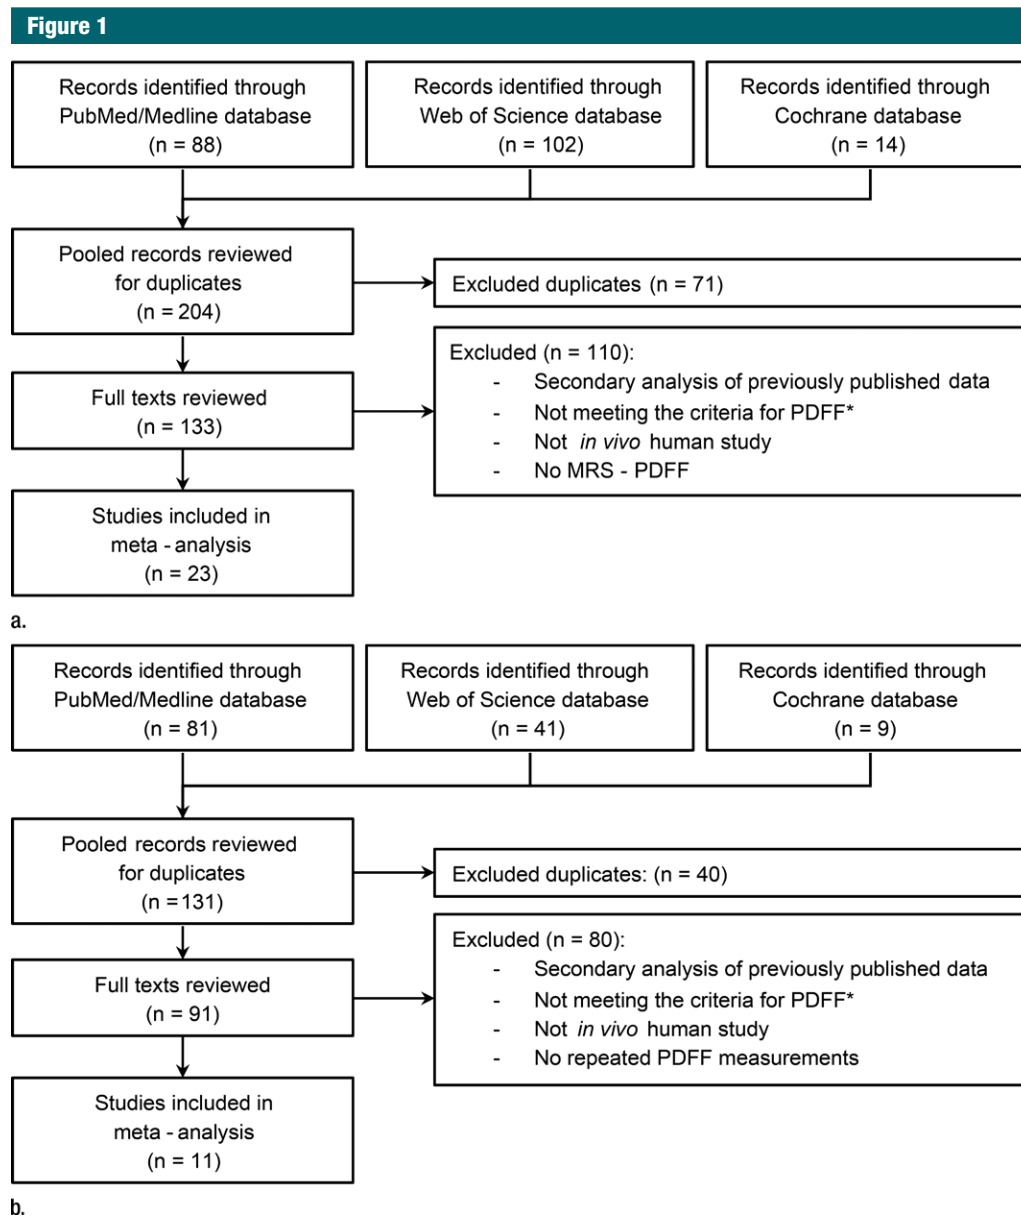 Figure 1
Records identified through
PubMed/Medline database
(n = 88)
Records identified through
Web of Science database
(n = 102)
Records identified through
Cochrane database
(n = 14)
Pooled records reviewed
for duplicates
(n = 204)
Excluded duplicates (n = 71)
Full texts reviewed
(n = 133)
Excluded (n = 110):
- Secondary analysis of previously published data
- Not meeting the criteria for PDFF*
- Not in vivo human study
- No MRS - PDFF
Studies included in
meta - analysis
(n = 23)
a.
Records identified through
PubMed/Medline database
(n = 81)
Records identified through
Web of Science database
(n = 41)
Records identified through
Cochrane database
(n = 9)
Pooled records reviewed
for duplicates
(n =131)
Excluded duplicates: (n = 40)
Full texts reviewed
(n = 91)
Excluded (n = 80):
- Secondary analysis of previously published data
- Not meeting the criteria for PDFF*
- Not in vivo human study
- No repeated PDFF measurements
Studies included in
meta - analysis
(n = 11)
b.